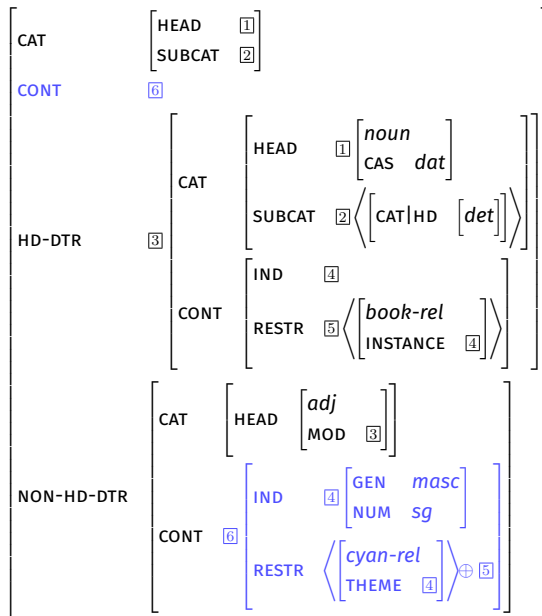 CAT HEAD 1
SUBCAT 2
CONT 6
HD-DTR 3 CAT HEAD 1 noun
CAS dat
SUBCAT 2 ⟨ CAT|HD det ⟩
CONT IND 4
RESTR 5 ⟨ book-rel
INSTANCE 4 ⟩
NON-HD-DTR CAT HEAD adj
MOD 3
CONT 6 IND 4 GEN masc
NUM sg
RESTR ⟨ cyan-rel
THEME 4 ⟩ ⊕ 5